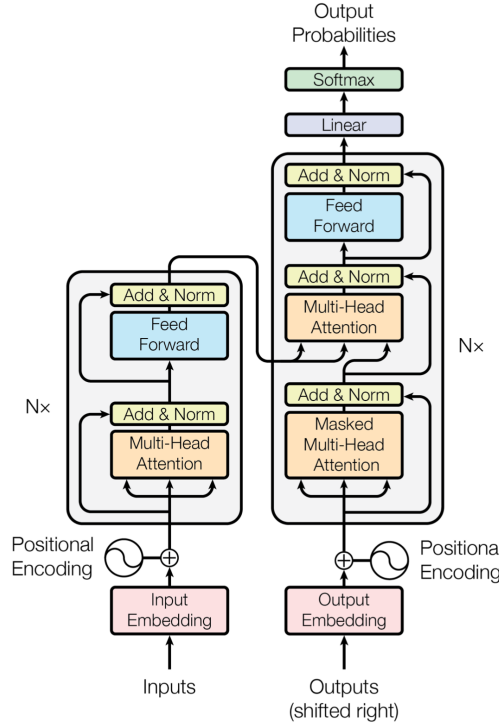 Output
Probabilities
Softmax
Linear
Add & Norm
Feed
Forward
Add & Norm
Multi-Head
Attention
Add & Norm
Masked
Multi-Head
Attention
Nx
Positional
Encoding
Output
Embedding
Outputs
(shifted right)
Add & Norm
Feed
Forward
Add & Norm
Multi-Head
Attention
N×
Positional
Encoding
Input
Embedding
Inputs